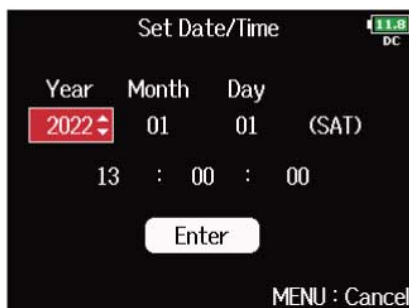 Set Date/Time
11.8
DC
Year Month Day
2022 01 01 (SAT)
13 : 00 : 00
Enter
MENU : Cancel